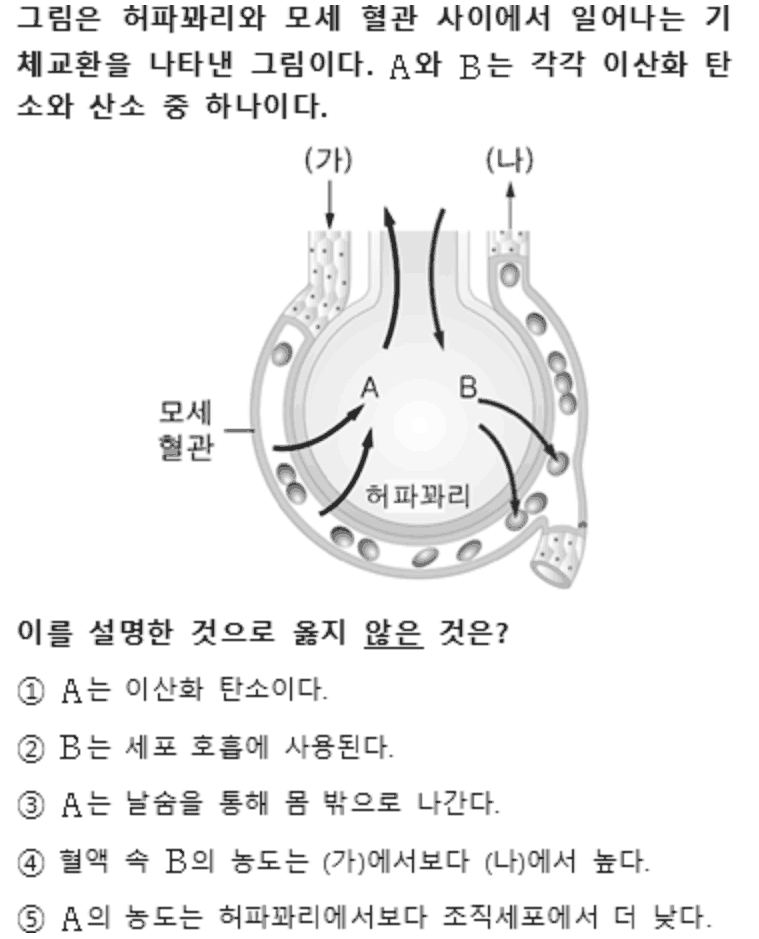 그림은 허파꽈리와 모세 혈관 사이에서 일어나는 기
체교환을 나타낸 그림이다. A와 B는 각각 이산화 탄
소와 산소 중 하나이다.
(가) (나)
A B
모세
혈관
허파꽈리
이를 설명한 것으로 옳지 않은 것은?
① A는 이산화 탄소이다.
② B는 세포 호흡에 사용된다.
③ A는 날숨을 통해 몸 밖으로 나간다.
④ 혈액 속 B의 농도는 (가)에서보다 (나)에서 높다.
⑤ A의 농도는 허파꽈리에서보다 조직세포에서 더 낮다.